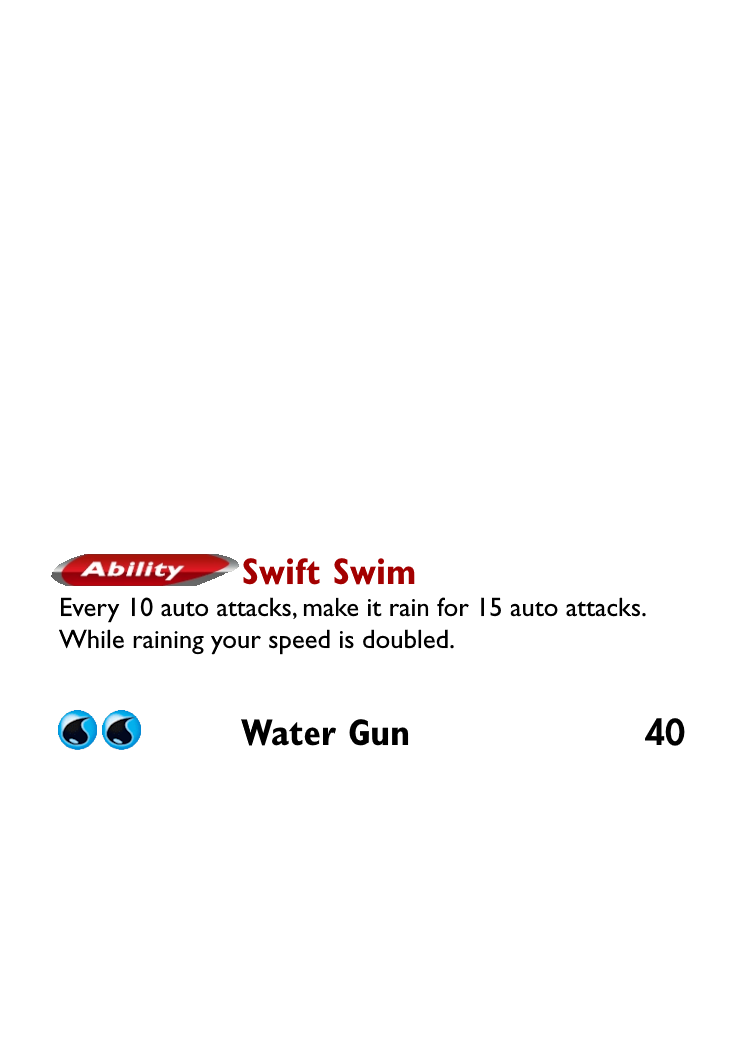 Ability Swift Swim
Every 10 auto attacks, make it rain for 15 auto attacks.
While raining your speed is doubled.
Water Gun 40